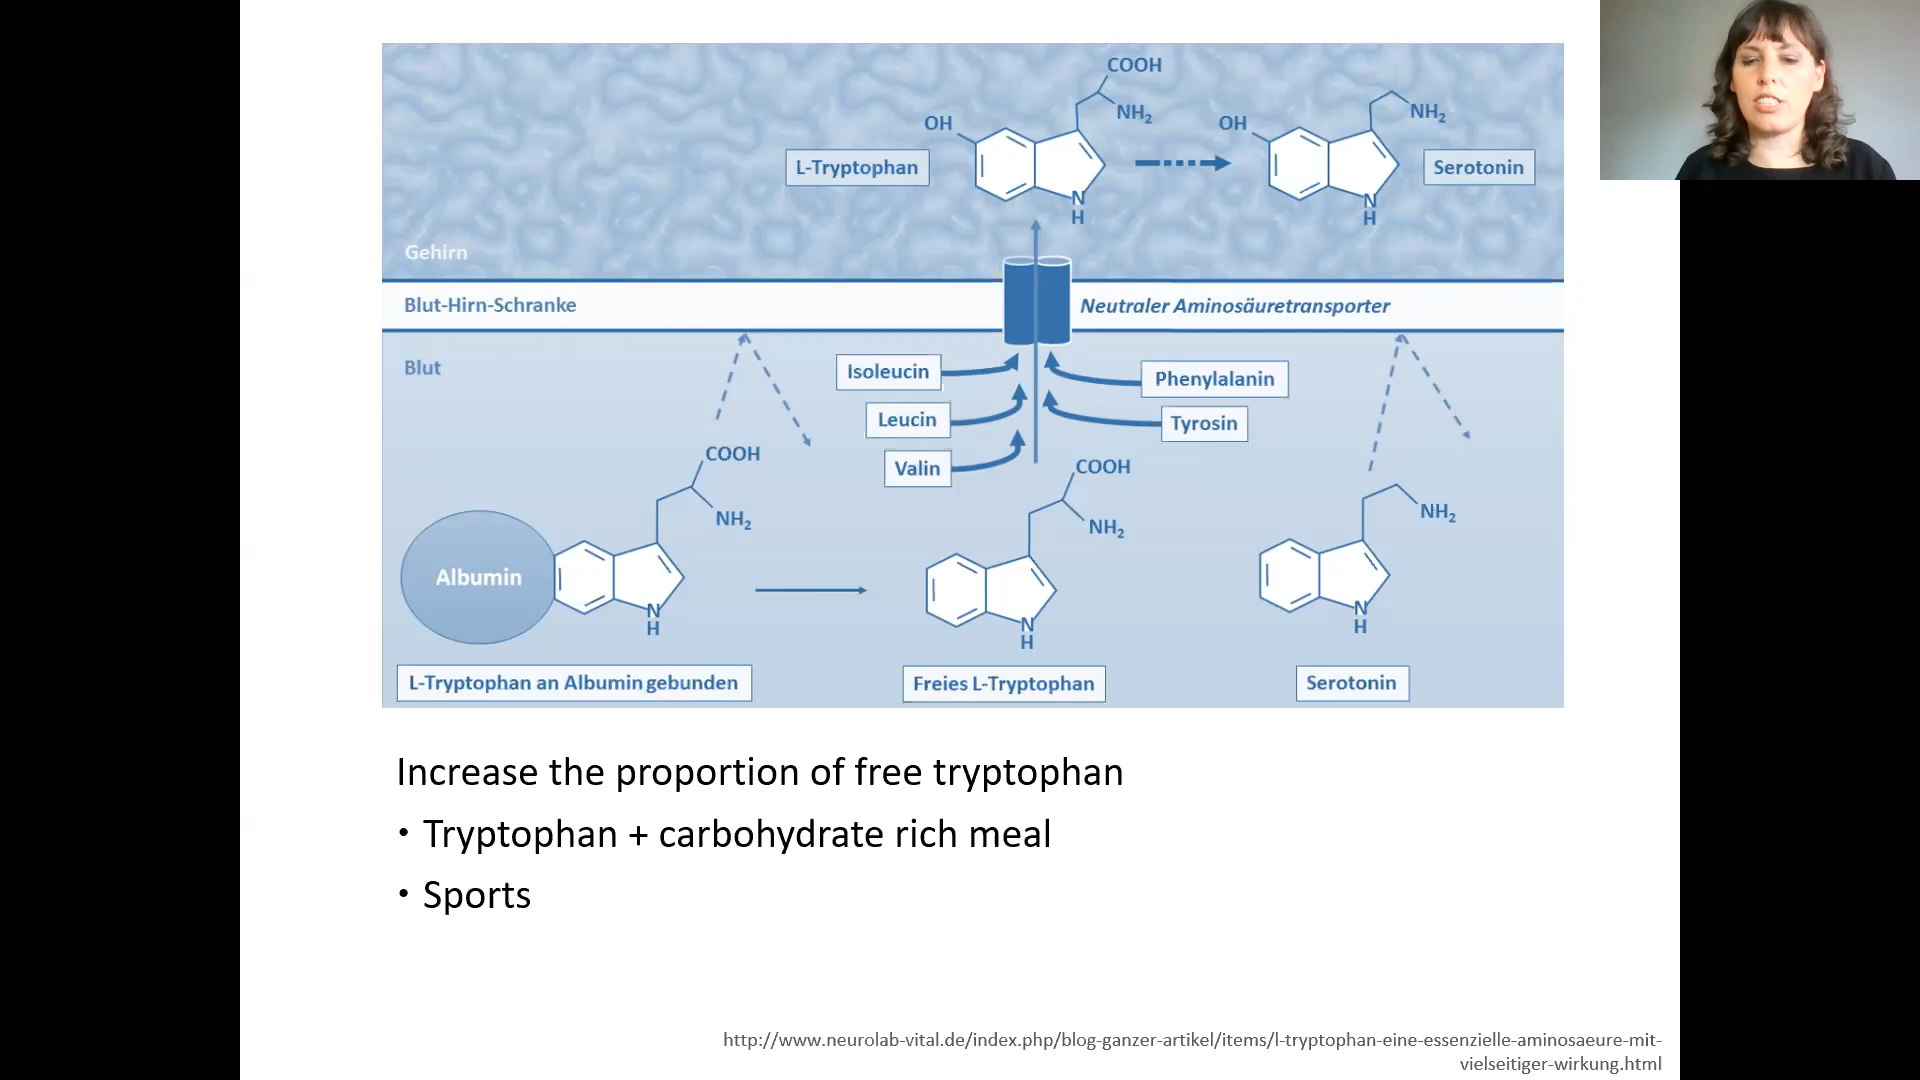 COOH
NH2
OH
L-Tryptophan
N
H
OH
NH2
Serotonin
N
H
Gehirn
Blut-Hirn-Schranke
Neutraler Aminosäuretransporter
Blut
Isoleucin
Phenylalanin
Leucin
Tyrosin
Valin
COOH
NH2
COOH
NH2
NH2
Albumin
N
H
N
H
N
H
L-Tryptophan an Albumin gebunden
Freies L-Tryptophan
Serotonin
Increase the proportion of free tryptophan
• Tryptophan + carbohydrate rich meal
• Sports
http://www.neurolab-vital.de/index.php/blog-ganzer-artikel/items/l-tryptophan-eine-essenzielle-aminosaeure-mit-
vielseitiger-wirkung.html